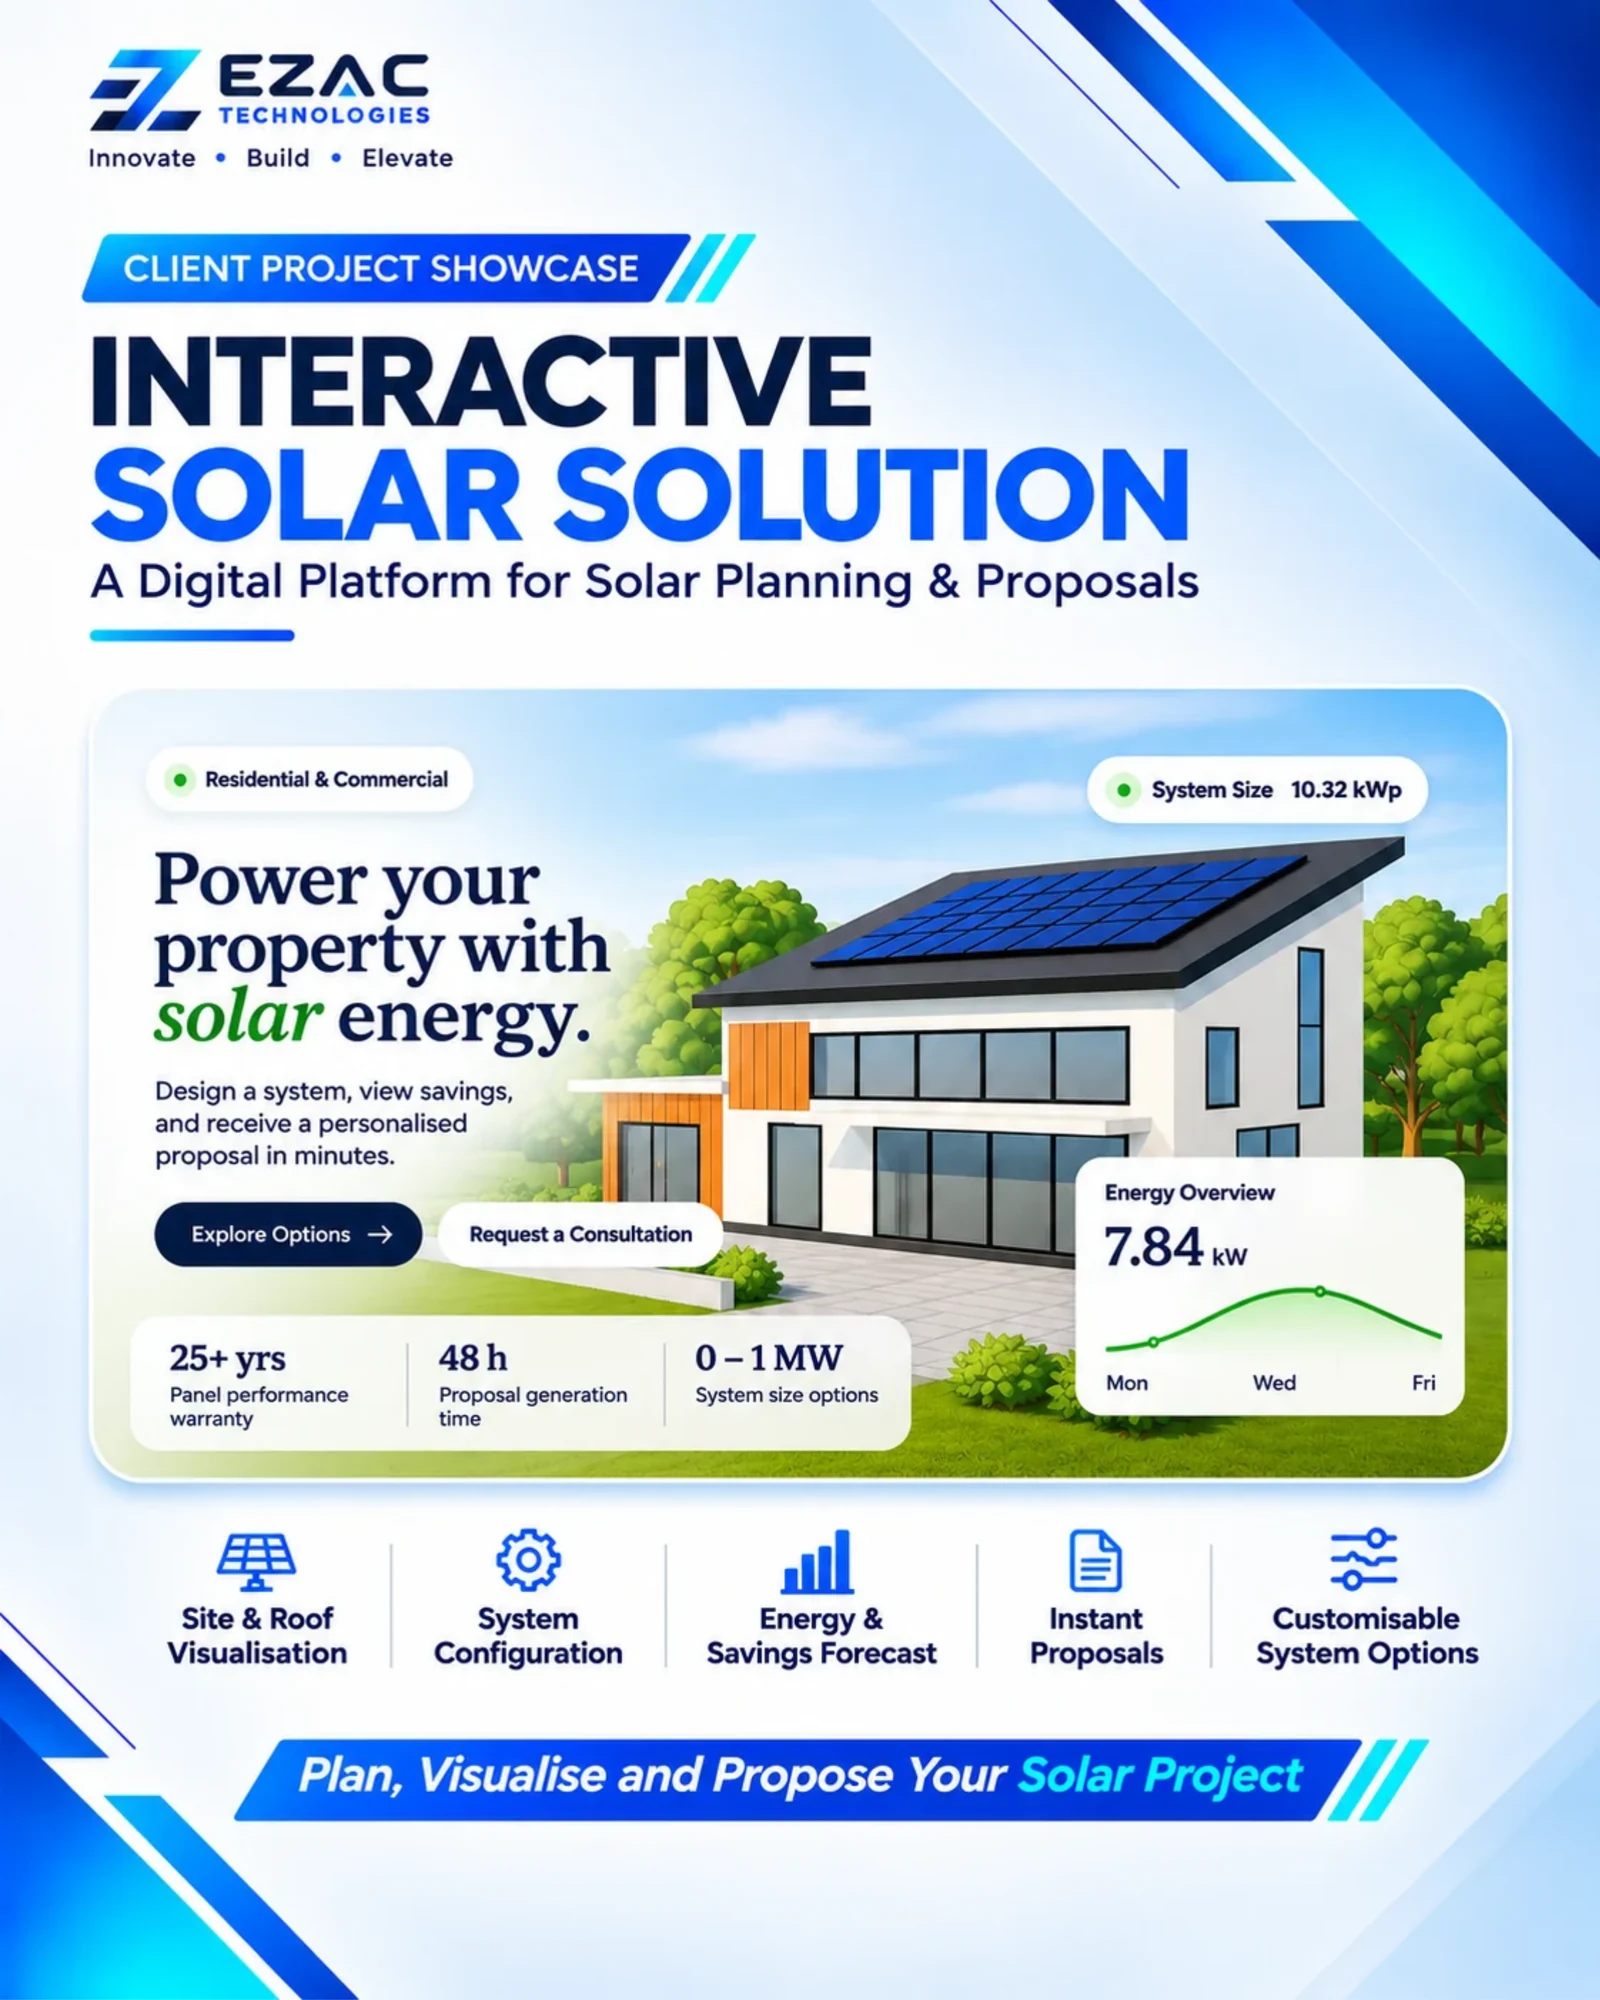 EZAC
TECHNOLOGIES
Innovate • Build • Elevate
CLIENT PROJECT SHOWCASE
INTERACTIVE
SOLAR SOLUTION
A Digital Platform for Solar Planning & Proposals
Residential & Commercial
System Size 10.32 kWp
Power your
property with
solar energy.
Design a system, view savings,
and receive a personalised
proposal in minutes.
Explore Options →
Request a Consultation
25+ yrs
Panel performance
warranty
48 h
Proposal generation
time
0 – 1 MW
System size options
Energy Overview
7.84 kW
Mon Wed Fri
Site & Roof
Visualisation
System
Configuration
Energy &
Savings Forecast
Instant
Proposals
Customisable
System Options
Plan, Visualise and Propose Your Solar Project